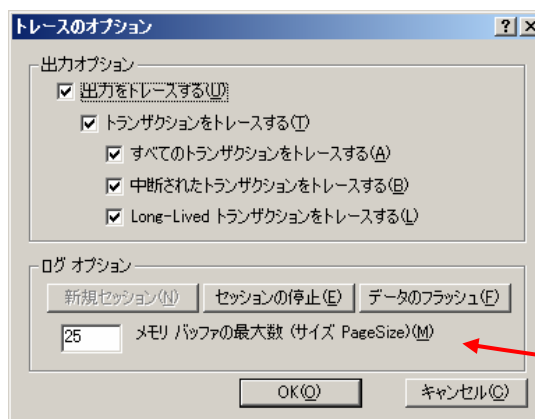 トレースのオプション
出力オプション
出力をトレースする(U)
トランザクションをトレースする(T)
すべてのトランザクションをトレースする(A)
中断されたトランザクションをトレースする(B)
Long-Lived トランザクションをトレースする(L)
ログ オプション
新規セッション(N) セッションの停止(E) データのフラッシュ(F)
25 メモリ バッファの最大数 (サイズ PageSize)(M)
OK(O) キャンセル(C)